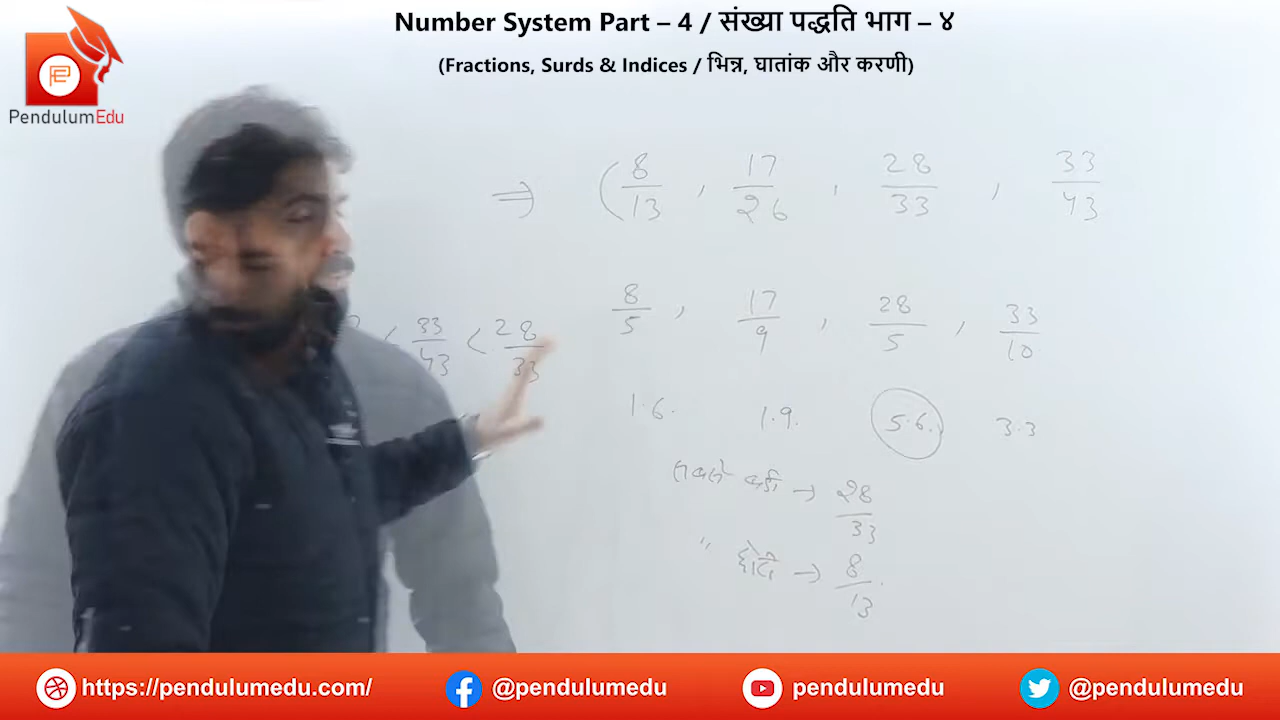 Number System Part – 4 / संख्या पद्धति भाग – ४
(Fractions, Surds & Indices / भिन्न, घातांक और करणी)
PendulumEdu
⇒ ( 8/13 , 17/26 , 28/33 , 33/43
8/5 , 17/9 , 28/5 , 33/10
< 33/43 < 28/33
1.6. 1.9. 5.6. 3.3
सबसे बड़ी → 28/33
" छोटी → 8/13
https://pendulumedu.com/ @pendulumedu pendulumedu @pendulumedu